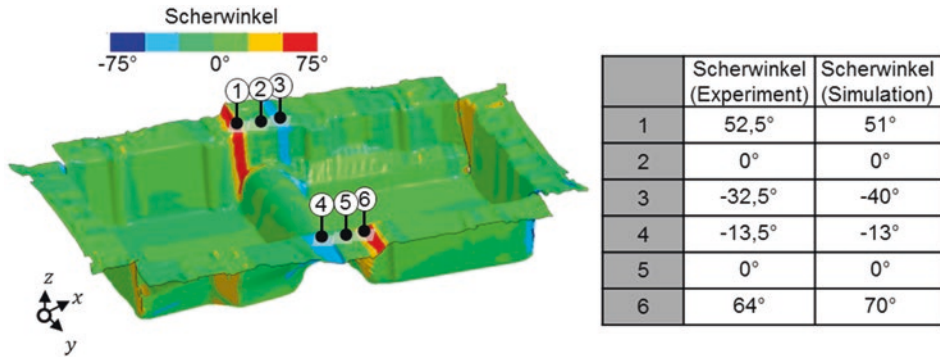 Scherwinkel
-75° 0° 75°
1 2 3
4 5 6
z
x
y
Scherwinkel (Experiment) Scherwinkel (Simulation)
1 52,5° 51°
2 0° 0°
3 -32,5° -40°
4 -13,5° -13°
5 0° 0°
6 64° 70°